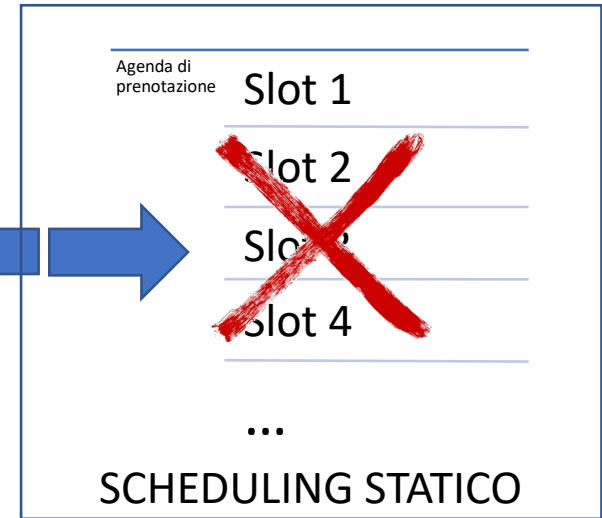 Agenda di
prenotazione
Slot 1
Slot 2
Slot 4
...
SCHEDULING STATICO